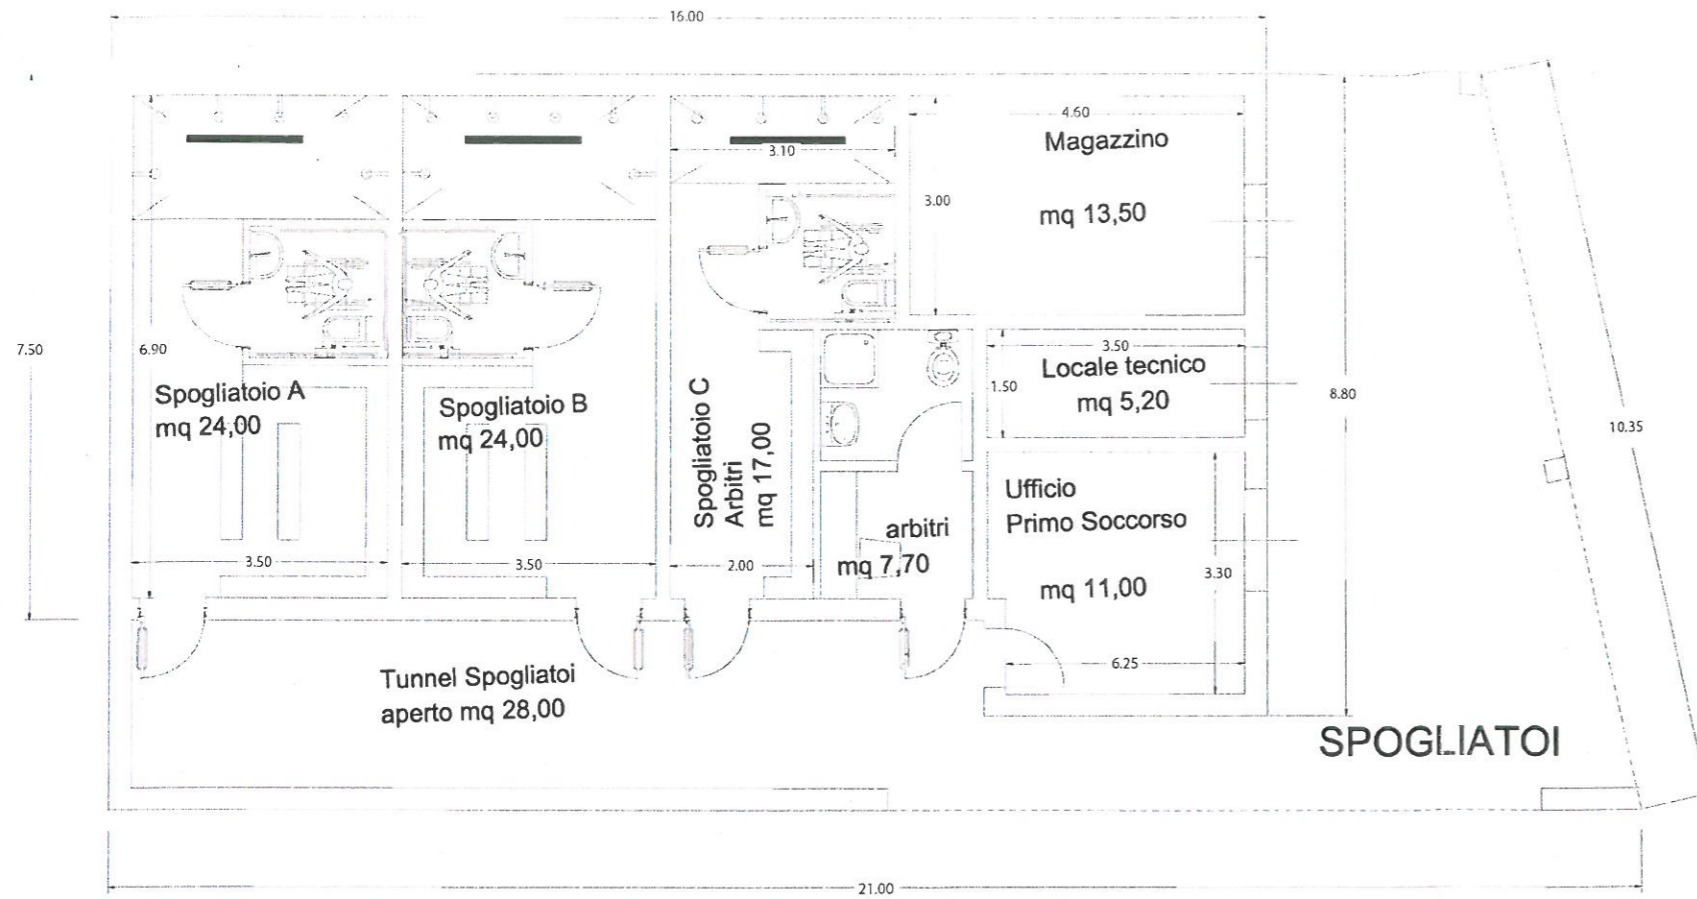 16.00
4.60
Magazzino
3.10
3.00
mq 13,50
7.50
6.90
3.50
Locale tecnico
1.50
mq 5,20
8.80
10.35
Spogliatoio A
mq 24,00
Spogliatoio B
mq 24,00
Spogliatoio C
Arbitri
mq 17,00
Ufficio
Primo Soccorso
arbitri
mq 7,70
3.50
3.50
2.00
3.30
mq 11,00
6.25
Tunnel Spogliatoi
aperto mq 28,00
SPOGLIATOI
21.00